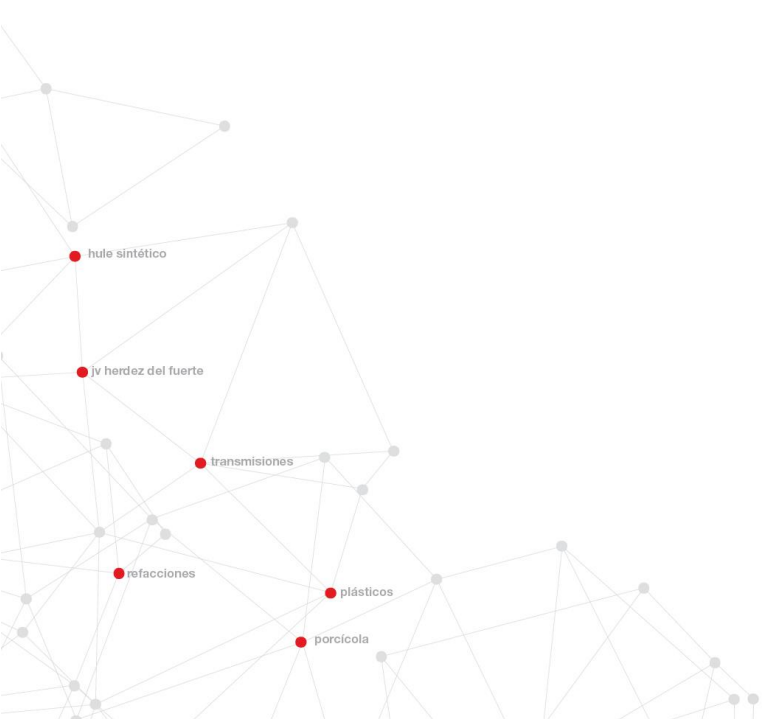 hule sintético
jv herdez del fuerte
transmisiones
refacciones
plásticos
porcícola